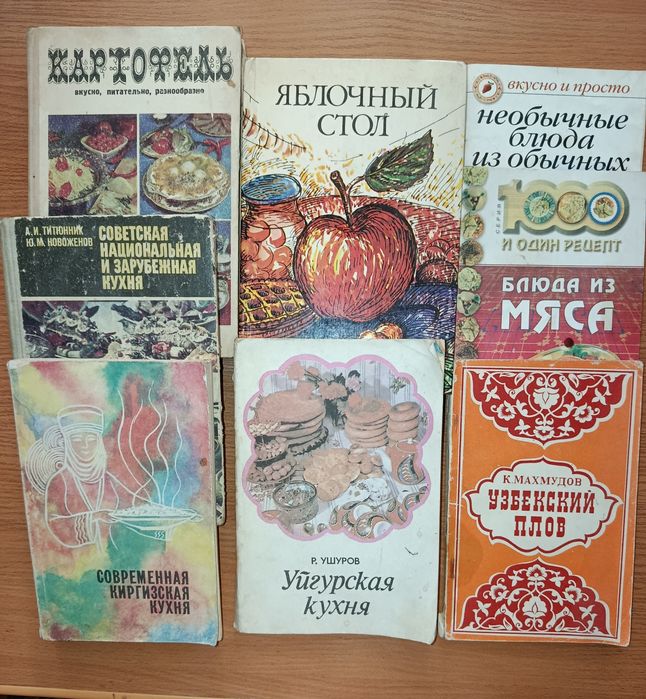 КАРТОФЕЛЬ
вкусно, питательно, разнообразно
ЯБЛОЧНЫЙ
СТОЛ
вкусно и просто
необычные
блюда
из обычных
А. И. ТИТЮННИК
Ю. М. НОВОЖЕНОВ
СОВЕТСКАЯ
НАЦИОНАЛЬНАЯ
И ЗАРУБЕЖНАЯ
КУХНЯ
СЕРИЯ
1000
И ОДИН РЕЦЕПТ
БЛЮДА ИЗ
МЯСА
СОВРЕМЕННАЯ
КИРГИЗСКАЯ
КУХНЯ
Р. УШУРОВ
Уйгурская
кухня
К. МАХМУДОВ
УЗБЕКСКИЙ
ПЛОВ